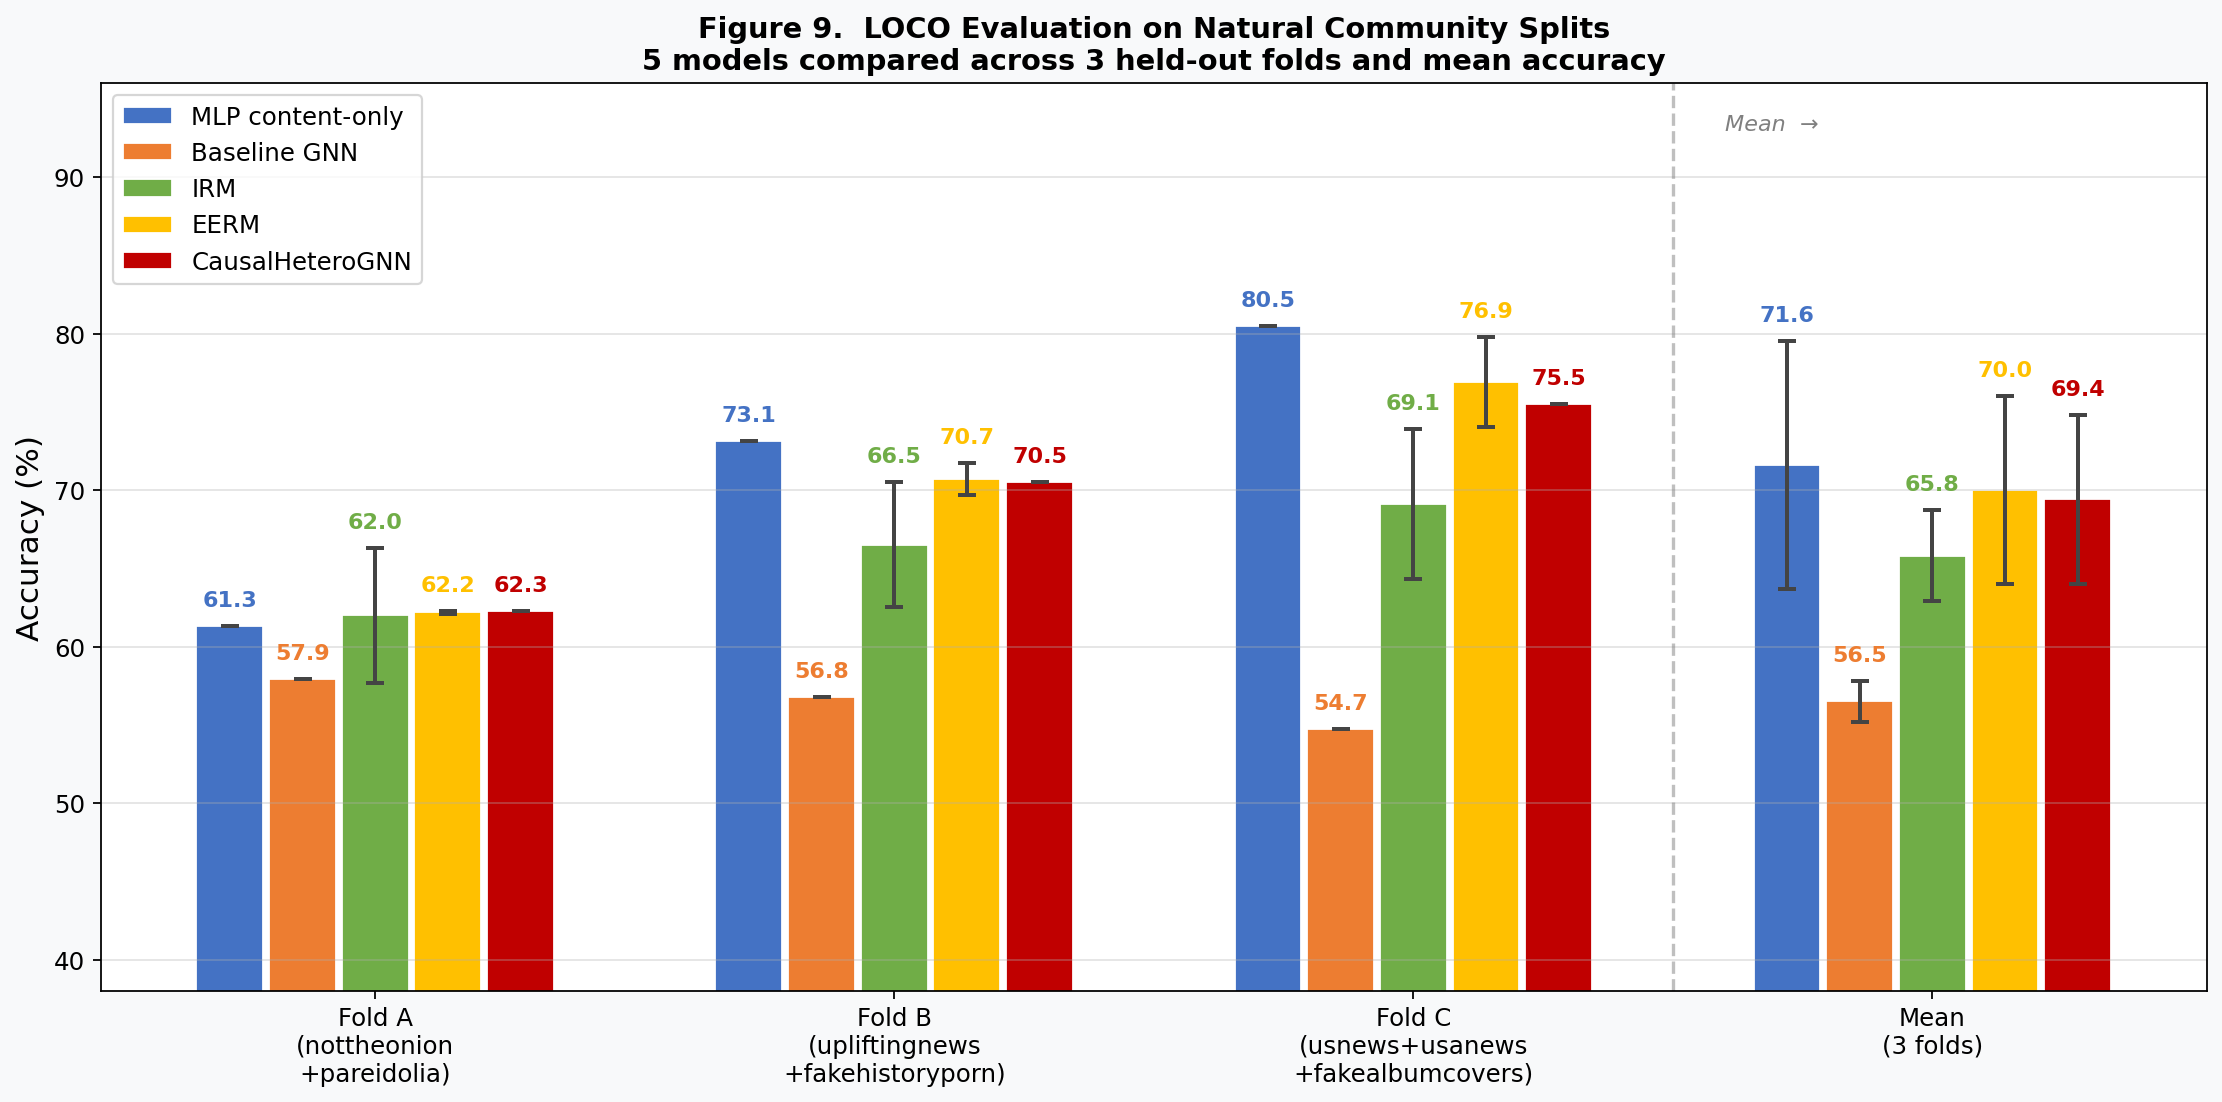 Figure 9.  LOCO Evaluation on Natural Community Splits
5 models compared across 3 held-out folds and mean accuracy
MLP content-only
Baseline GNN
IRM
EERM
CausalHeteroGNN
Mean →
Accuracy (%)
90
80
70
60
50
40
61.3
57.9
62.0
62.2
62.3
73.1
56.8
66.5
70.7
70.5
80.5
54.7
69.1
76.9
75.5
71.6
56.5
65.8
70.0
69.4
Fold A
(nottheonion
+pareidolia)
Fold B
(upliftingnews
+fakehistoryporn)
Fold C
(usnews+usanews
+fakealbumcovers)
Mean
(3 folds)